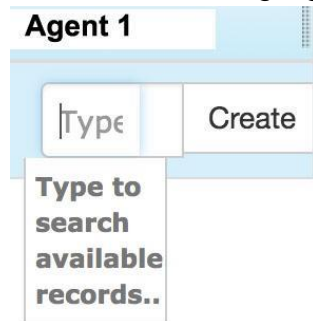 Agent 1
Type Create
Type to
search
available
records..